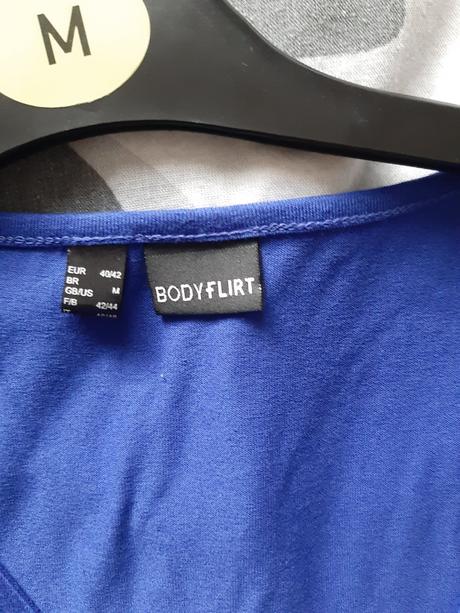 M
EUR 40/42
BR
GB/US M
F/B 42/44
BODYFLIRT